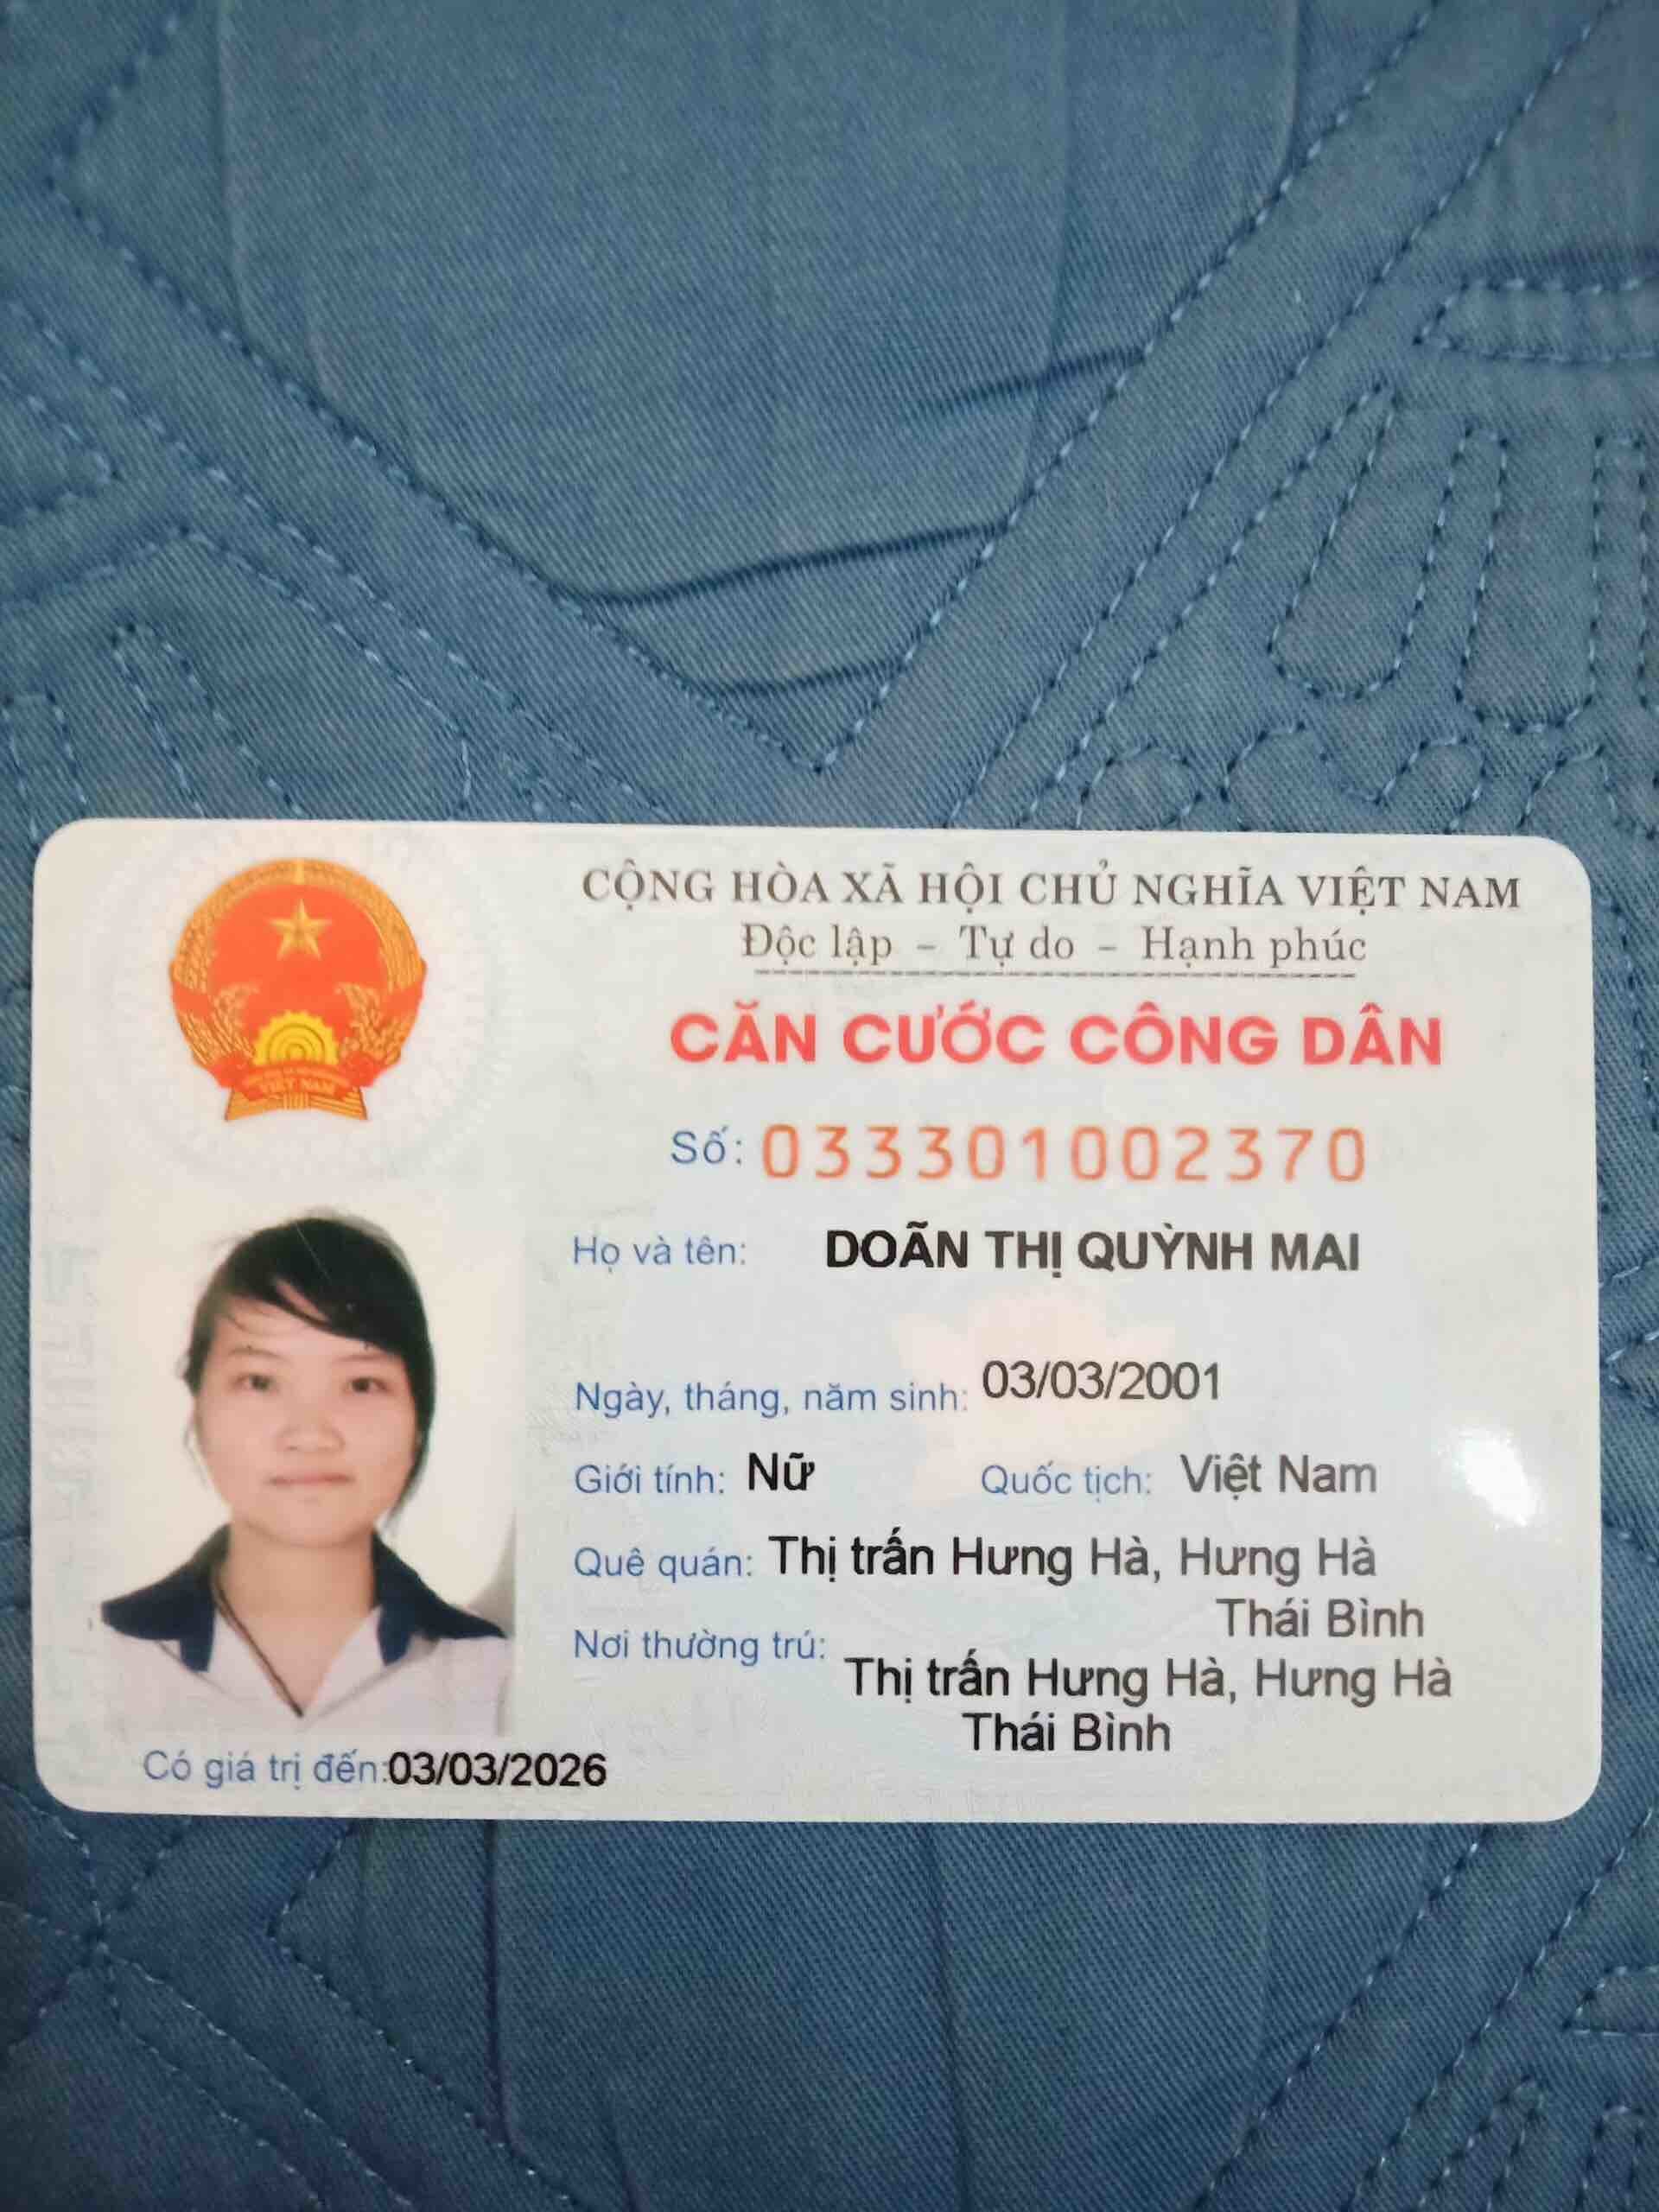 CỘNG HÒA XÃ HỘI CHỦ NGHĨA VIỆT NAM
Độc lập – Tự do – Hạnh phúc
CĂN CƯỚC CÔNG DÂN
VIỆT NAM
Số: 033301002370
Họ và tên: DOÃN THỊ QUỲNH MAI
Ngày, tháng, năm sinh: 03/03/2001
Giới tính: Nữ Quốc tịch: Việt Nam
Quê quán: Thị trấn Hưng Hà, Hưng Hà
Thái Bình
Nơi thường trú: Thị trấn Hưng Hà, Hưng Hà
Thái Bình
Có giá trị đến:03/03/2026